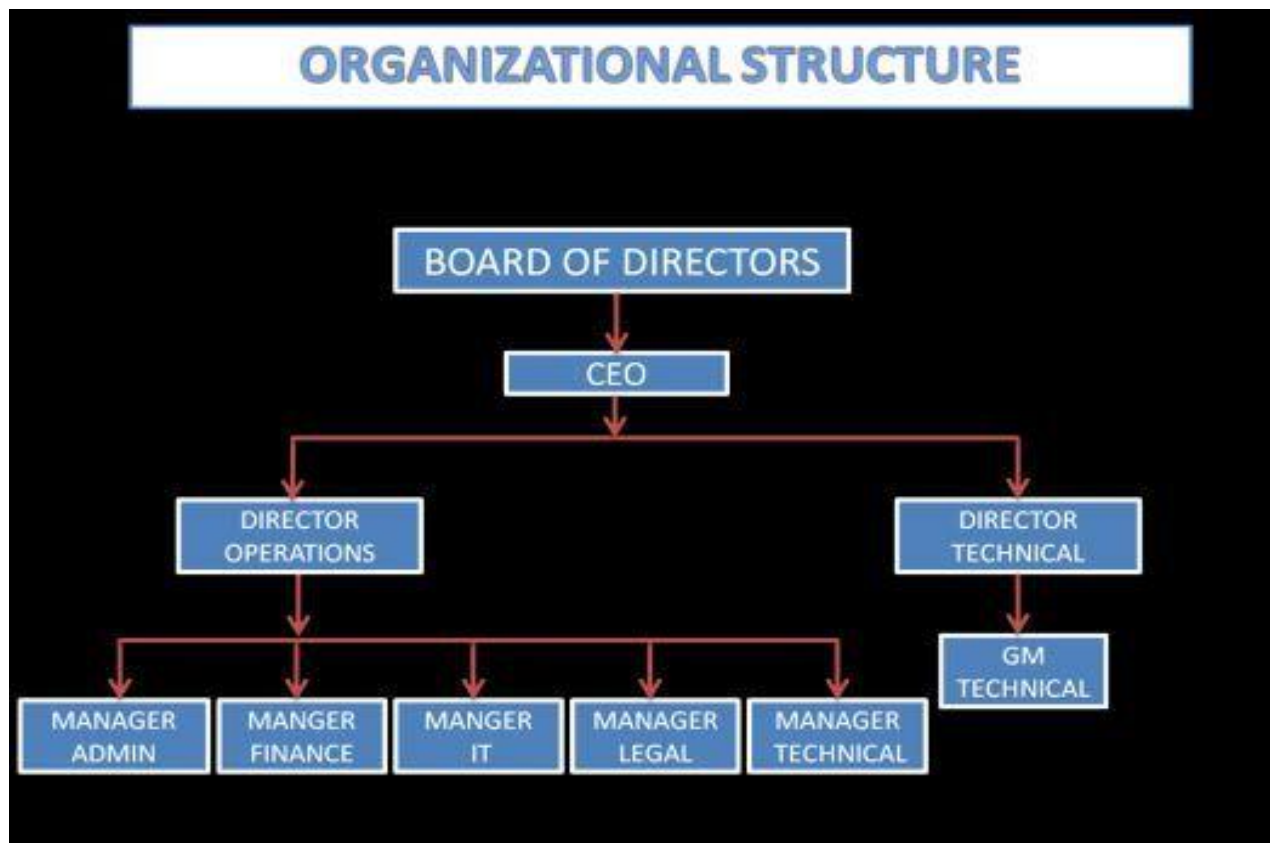 ORGANIZATIONAL STRUCTURE
BOARD OF DIRECTORS
CEO
DIRECTOR
OPERATIONS
DIRECTOR
TECHNICAL
GM
TECHNICAL
MANAGER
ADMIN
MANGER
FINANCE
MANGER
IT
MANAGER
LEGAL
MANAGER
TECHNICAL